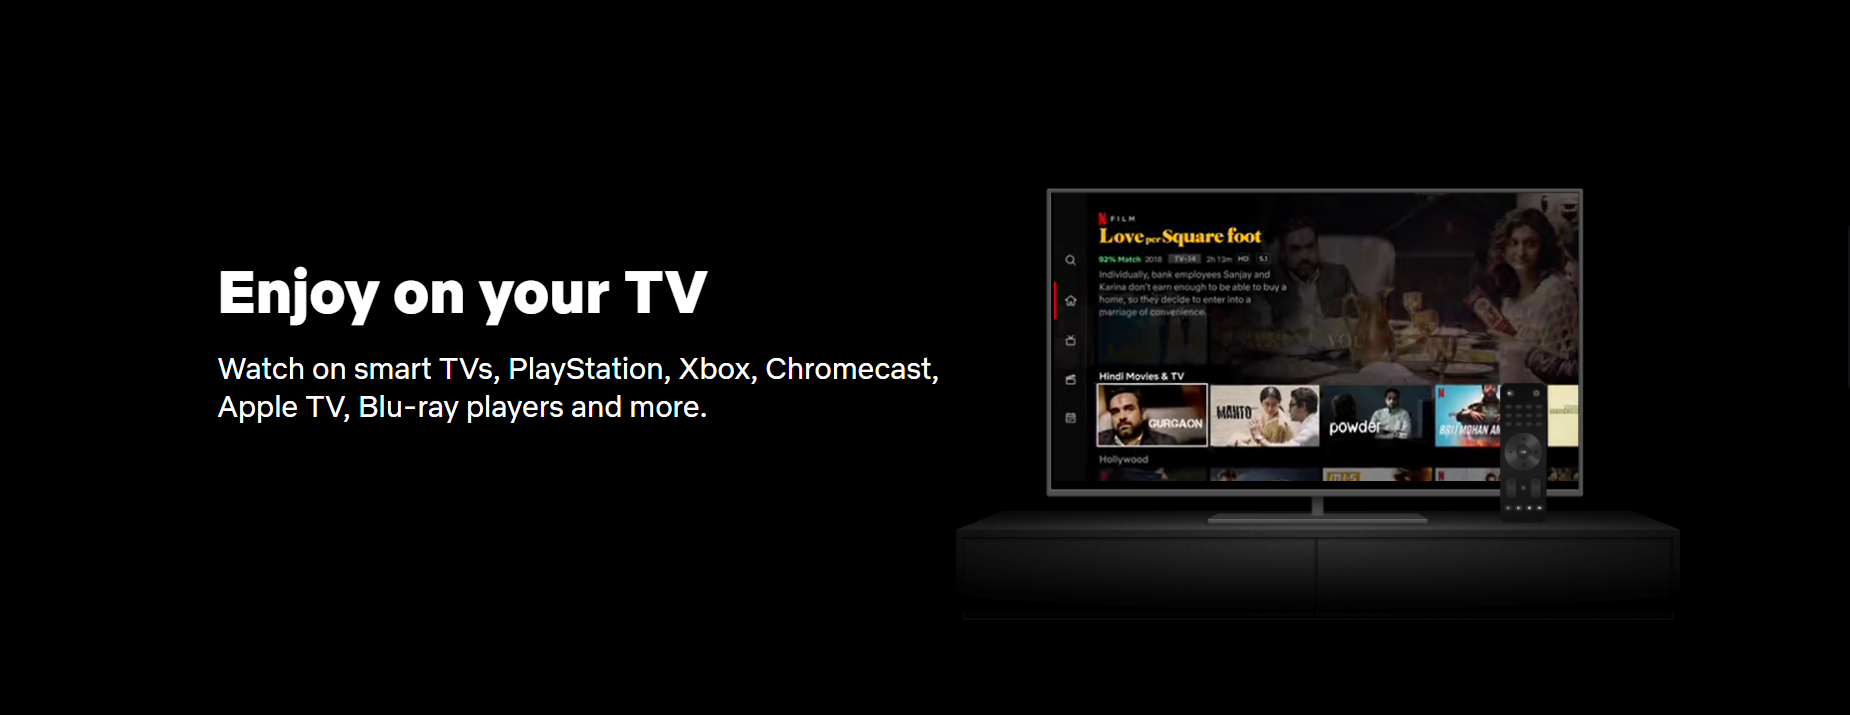 Enjoy on your TV
Watch on smart TVs, PlayStation, Xbox, Chromecast,
Apple TV, Blu-ray players and more.
N FILM
Love per Square foot
92% Match 2018 TV-14 2h 13m HD 5.1
Individually, bank employees Sanjay and
Karina don't earn enough to be able to buy a
home, so they decide to enter into a
marriage of convenience.
Hindi Movies & TV
GURGAON
MANTO
powder
BRIJ MOHAN AM
Hollywood